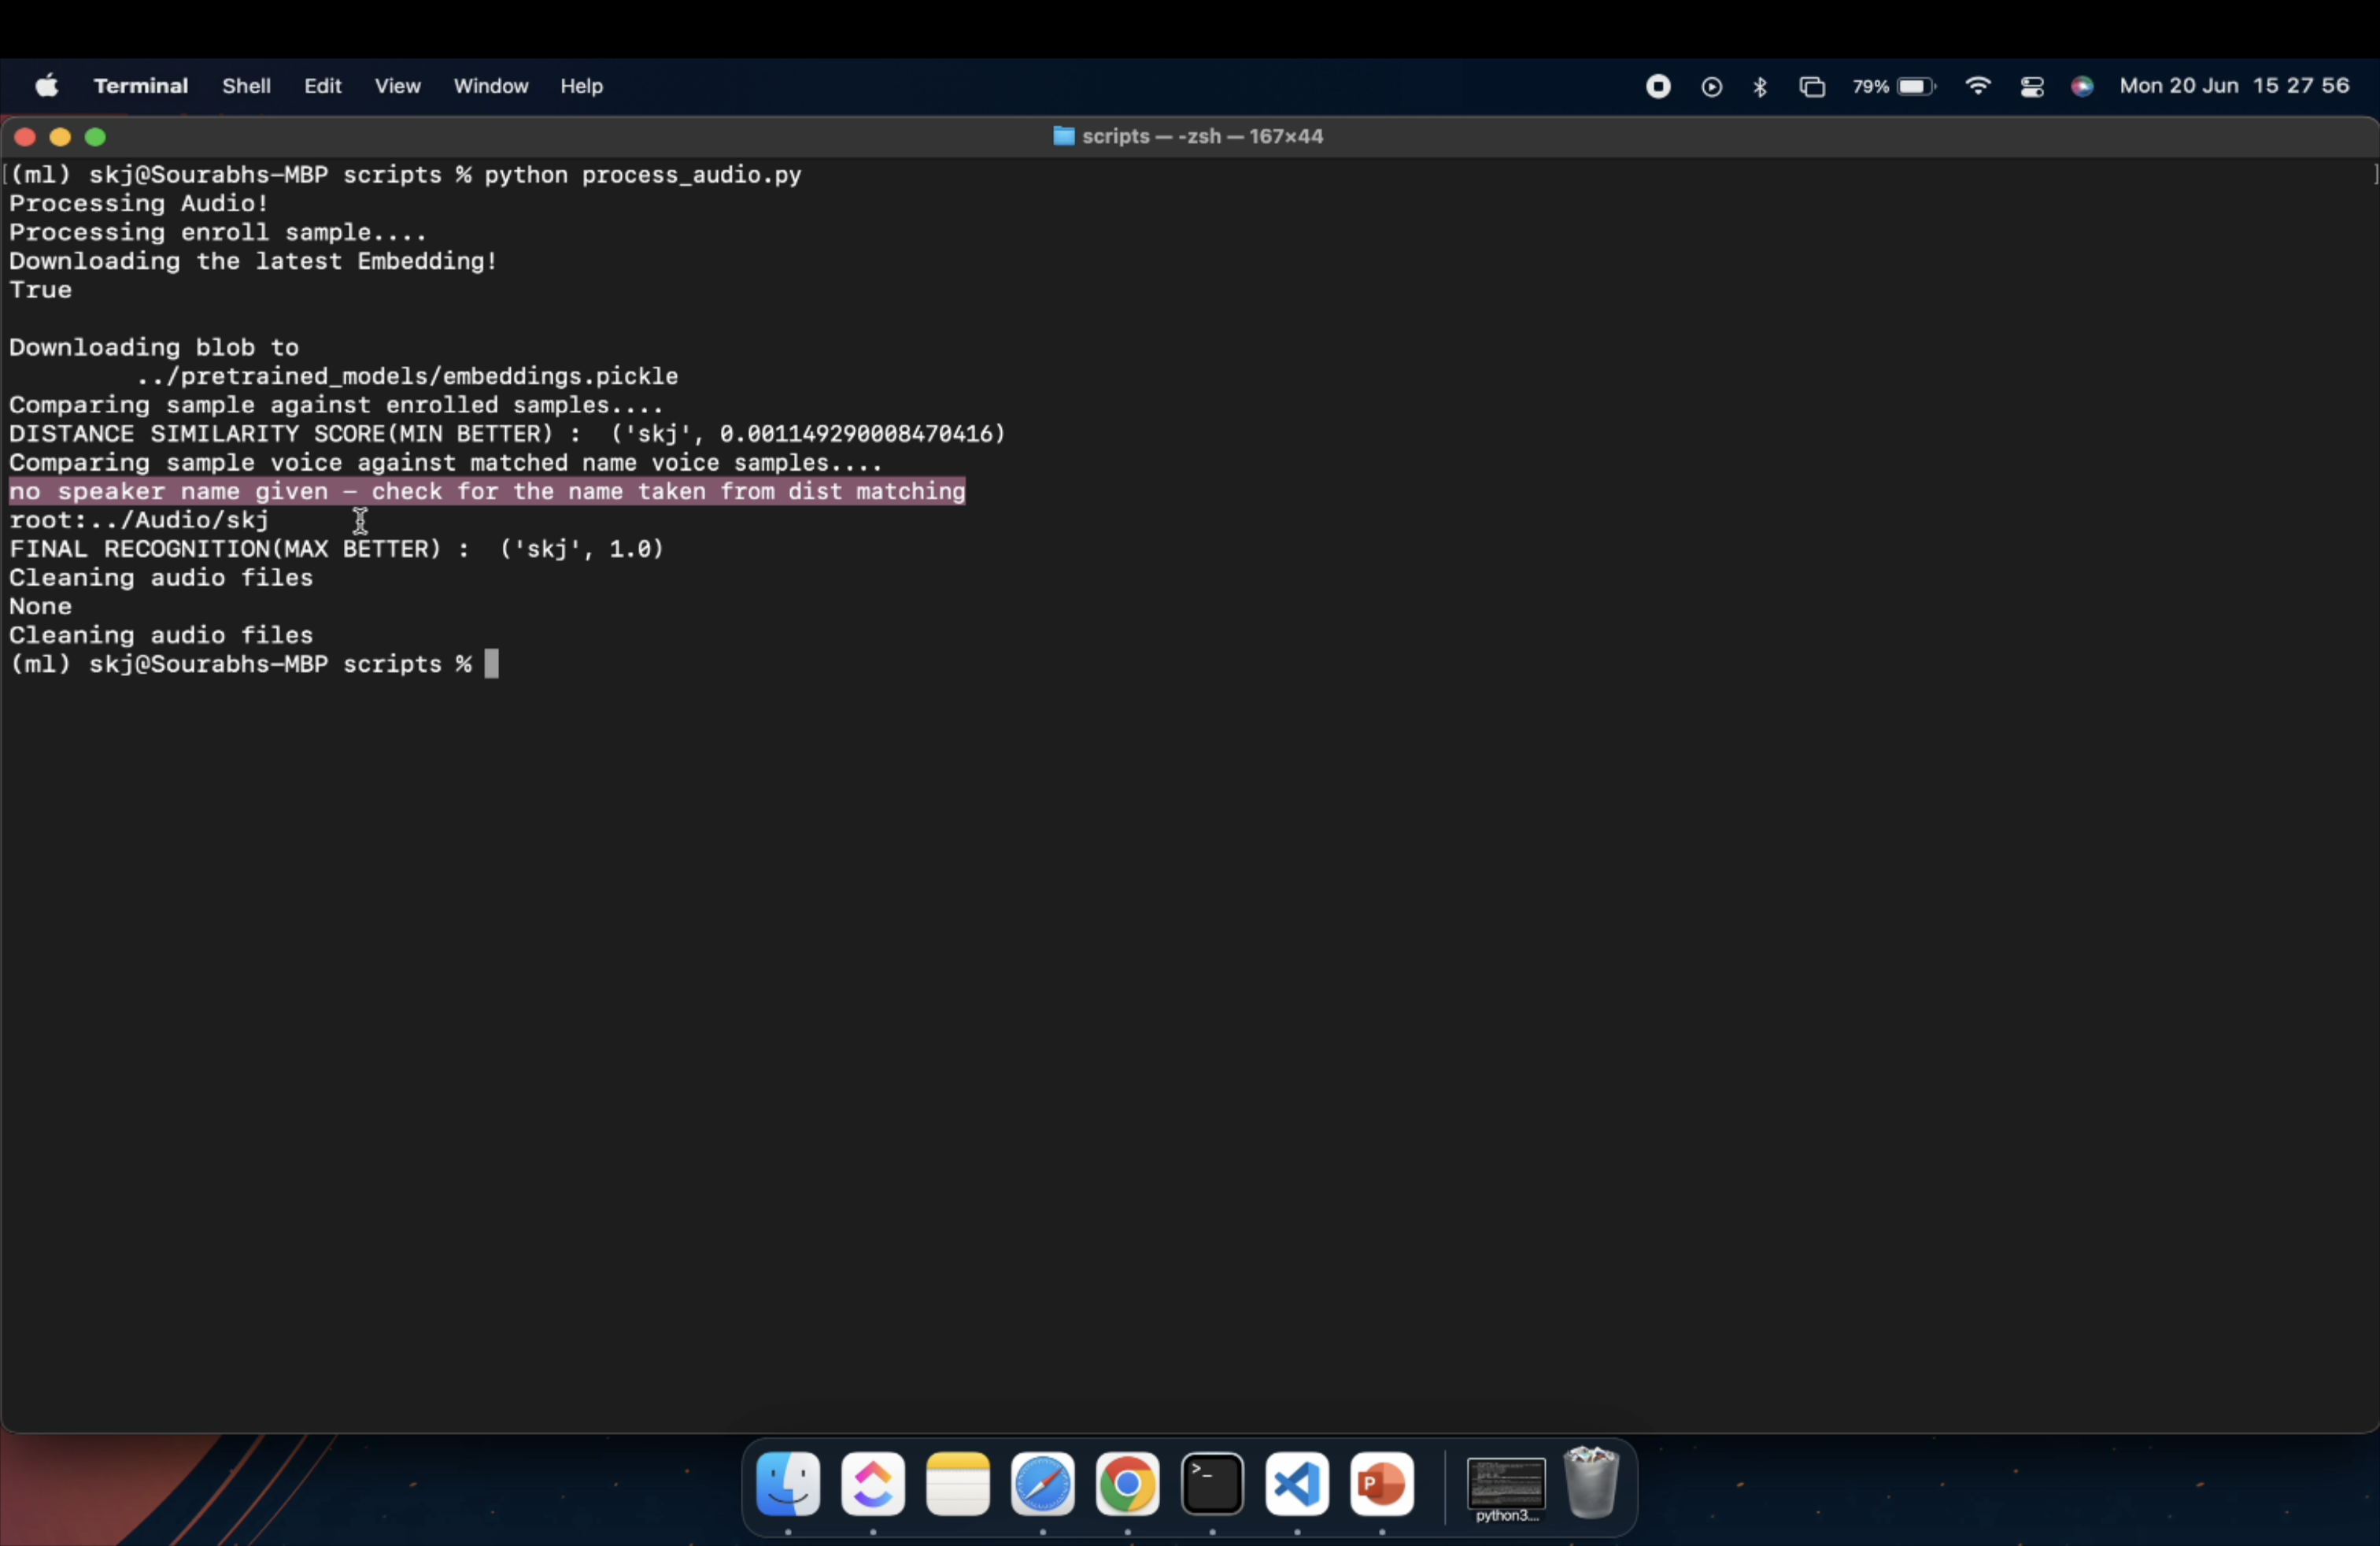 Terminal Shell Edit View Window Help 79% Mon 20 Jun 15 27 56
scripts — -zsh — 167×44
[(ml) skj@Sourabhs-MBP scripts % python process_audio.py ]
Processing Audio!
Processing enroll sample....
Downloading the latest Embedding!
True
Downloading blob to
../pretrained_models/embeddings.pickle
Comparing sample against enrolled samples....
DISTANCE SIMILARITY SCORE(MIN BETTER) :  ('skj', 0.001149290008470416)
Comparing sample voice against matched name voice samples....
no speaker name given – check for the name taken from dist matching
root:../Audio/skj
FINAL RECOGNITION(MAX BETTER) :  ('skj', 1.0)
Cleaning audio files
None
Cleaning audio files
(ml) skj@Sourabhs-MBP scripts %
>_
P
python3...